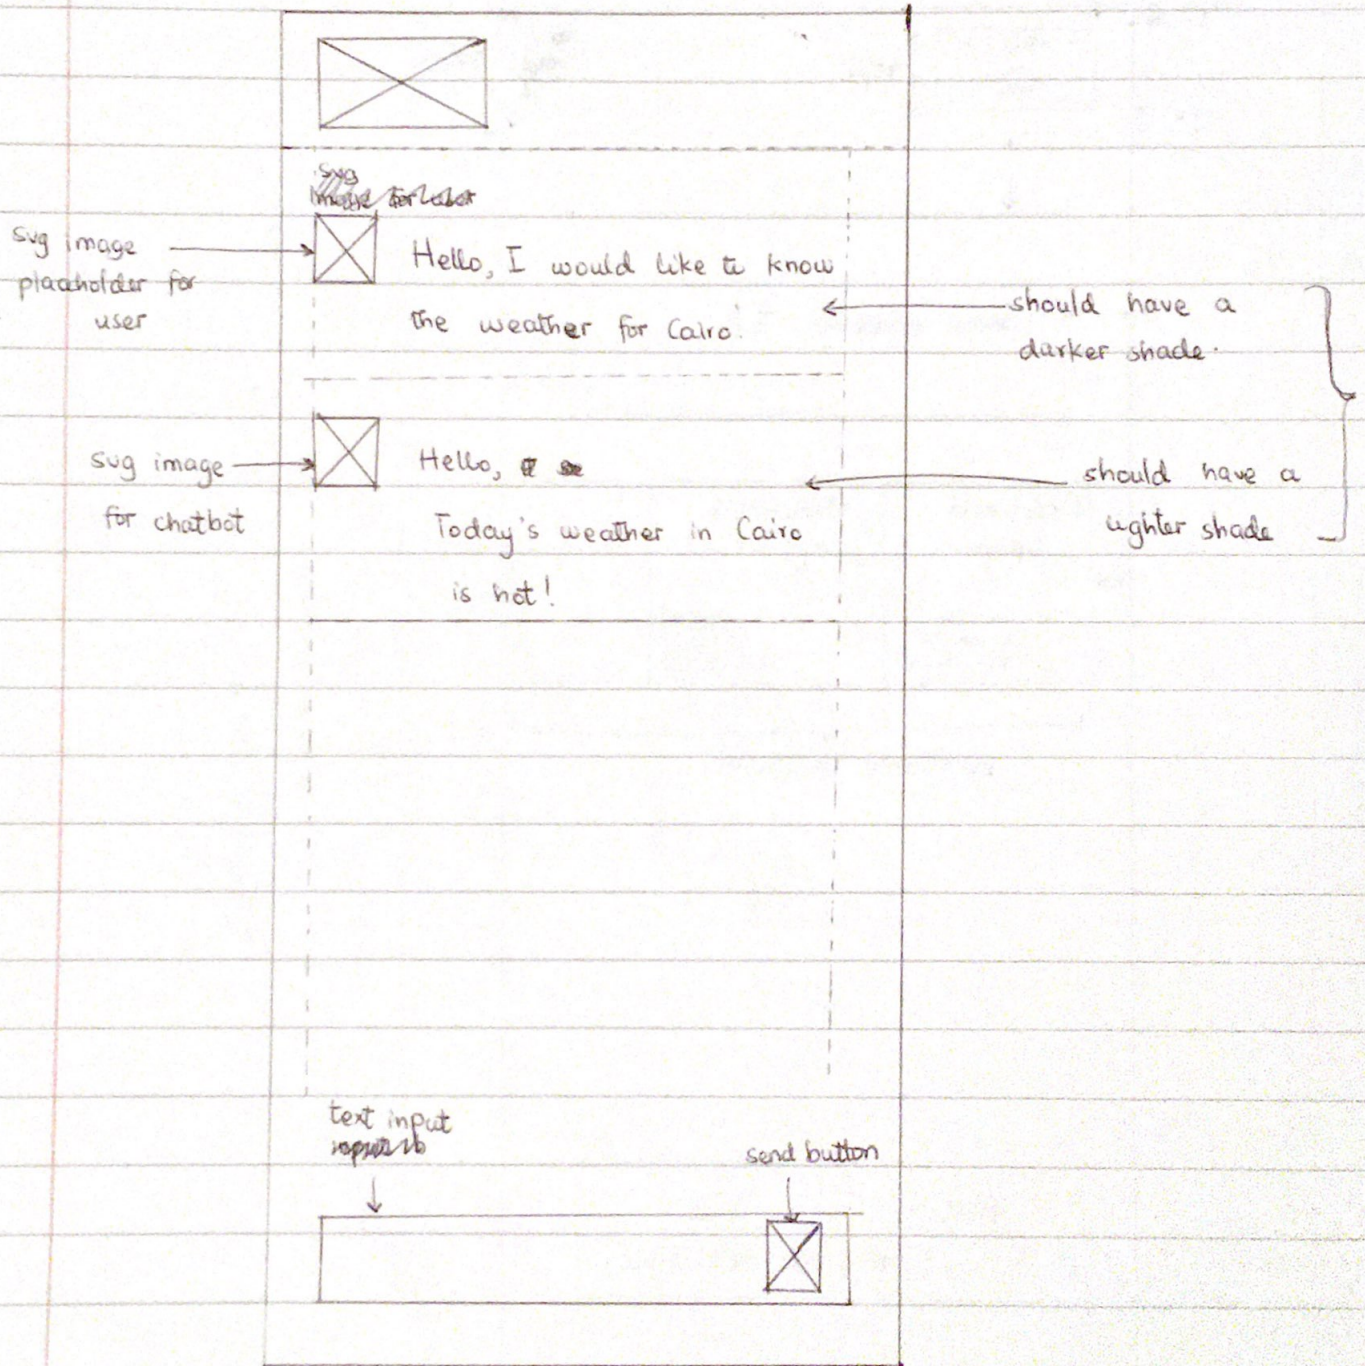 svg
svg image
placeholder for
user
Hello, I would like to know
the weather for Cairo.
should have a
darker shade.
svg image
for chatbot
Hello,
Today's weather in Cairo
is hot!
should have a
lighter shade
text input
send button